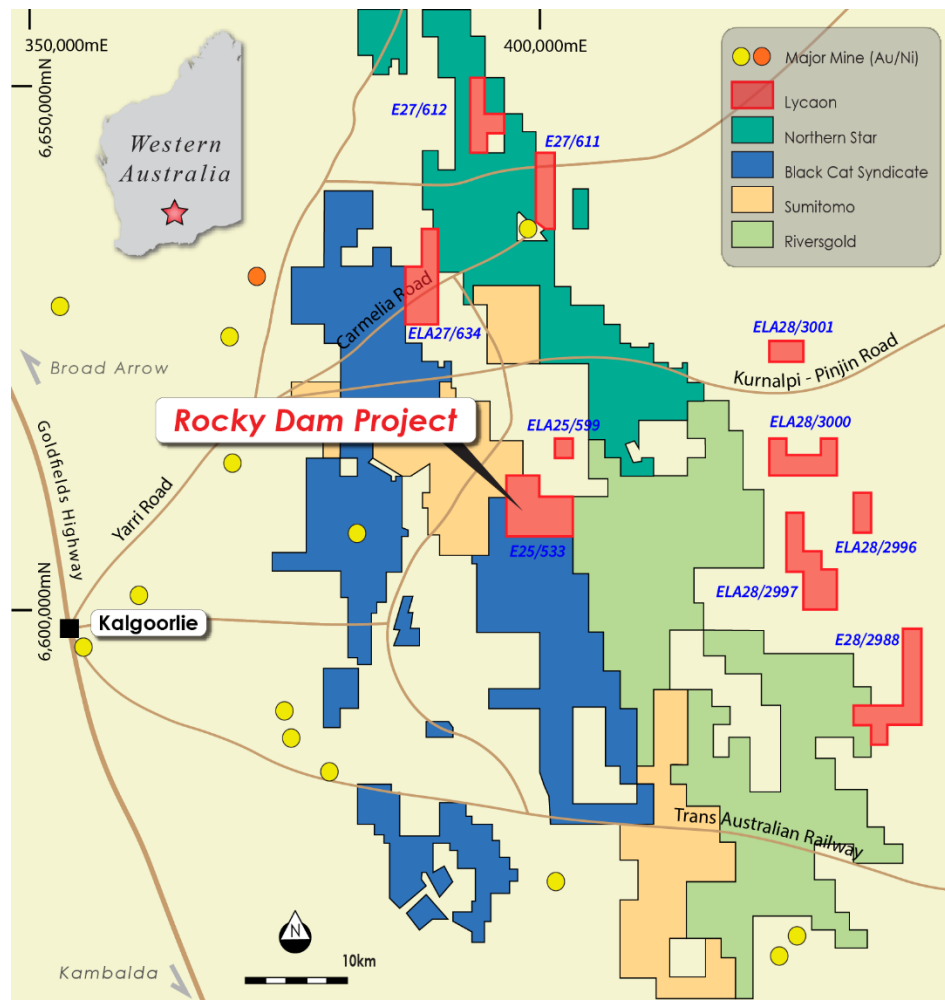 350,000mE
400,000mE
6,650,000mN
6,600,000mN
Western
Australia
Major Mine (Au/Ni)
Lycaon
Northern Star
Black Cat Syndicate
Sumitomo
Riversgold
E27/612
E27/611
Carmelia Road
ELA27/634
ELA28/3001
Kurnalpi - Pinjin Road
Broad Arrow
Rocky Dam Project
ELA25/599
ELA28/3000
Goldfields Highway
Yarri Road
E25/533
ELA28/2996
ELA28/2997
Kalgoorlie
E28/2988
Trans Australian Railway
N
10km
Kambalda